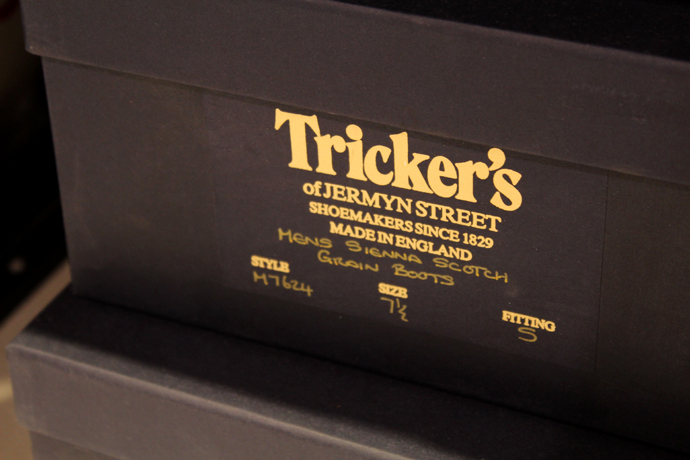 Tricker's
of JERMYN STREET
SHOEMAKERS SINCE 1829
MADE IN ENGLAND
MENS SIENNA SCOTCH
GRAIN BOOTS
STYLE
M7624
SIZE
7½
FITTING
5